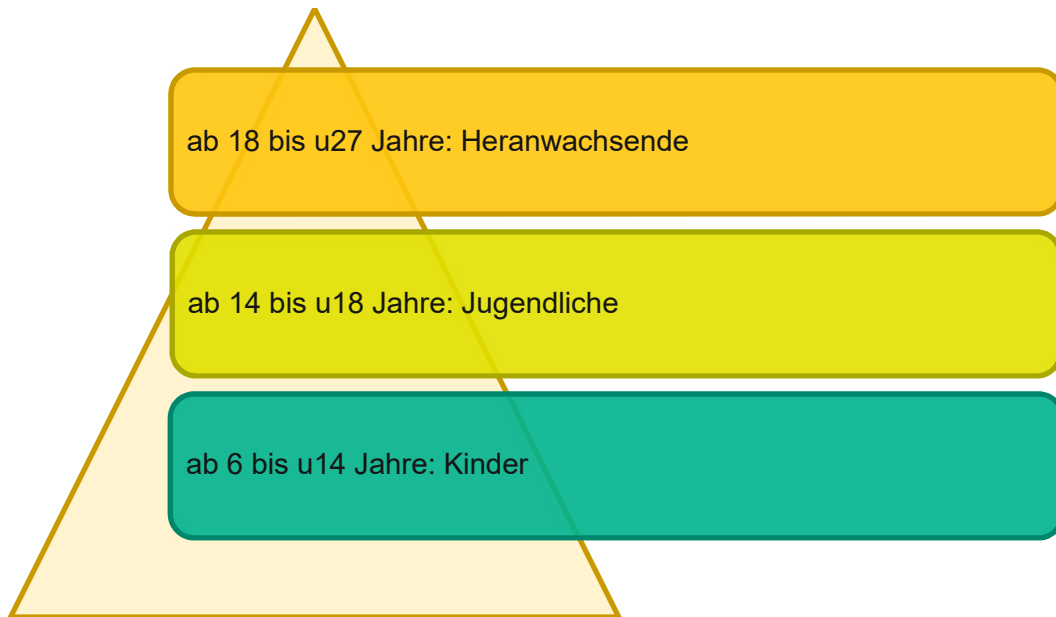 ab 18 bis u27 Jahre: Heranwachsende
ab 14 bis u18 Jahre: Jugendliche
ab 6 bis u14 Jahre: Kinder